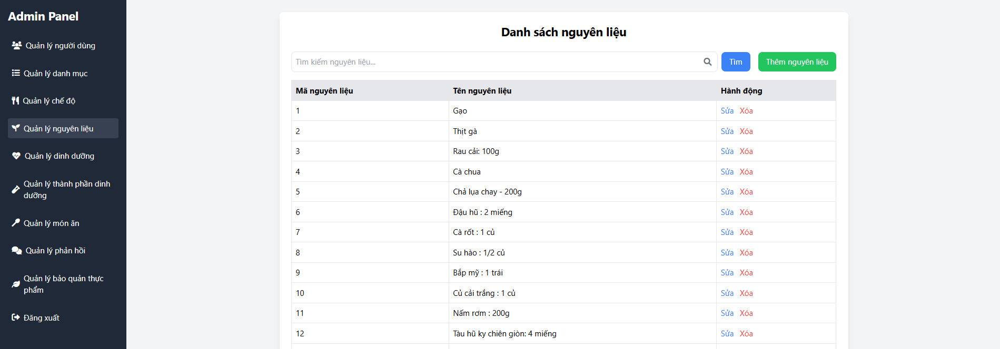 Admin Panel
Quản lý người dùng
Quản lý danh mục
Quản lý chế độ
Quản lý nguyên liệu
Quản lý dinh dưỡng
Quản lý thành phần dinh
dưỡng
Quản lý món ăn
Quản lý phản hồi
Quản lý bảo quản thực
phẩm
Đăng xuất
Danh sách nguyên liệu
Tìm kiếm nguyên liệu...
Tìm
Thêm nguyên liệu
Mã nguyên liệu Tên nguyên liệu Hành động
1 Gạo Sửa Xóa
2 Thịt gà Sửa Xóa
3 Rau cải: 100g Sửa Xóa
4 Cà chua Sửa Xóa
5 Chả lụa chay - 200g Sửa Xóa
6 Đậu hũ : 2 miếng Sửa Xóa
7 Cà rốt : 1 củ Sửa Xóa
8 Su hào : 1/2 củ Sửa Xóa
9 Bắp mỹ : 1 trái Sửa Xóa
10 Củ cải trắng : 1 củ Sửa Xóa
11 Nấm rơm : 200g Sửa Xóa
12 Tàu hũ ky chiên giòn: 4 miếng Sửa Xóa